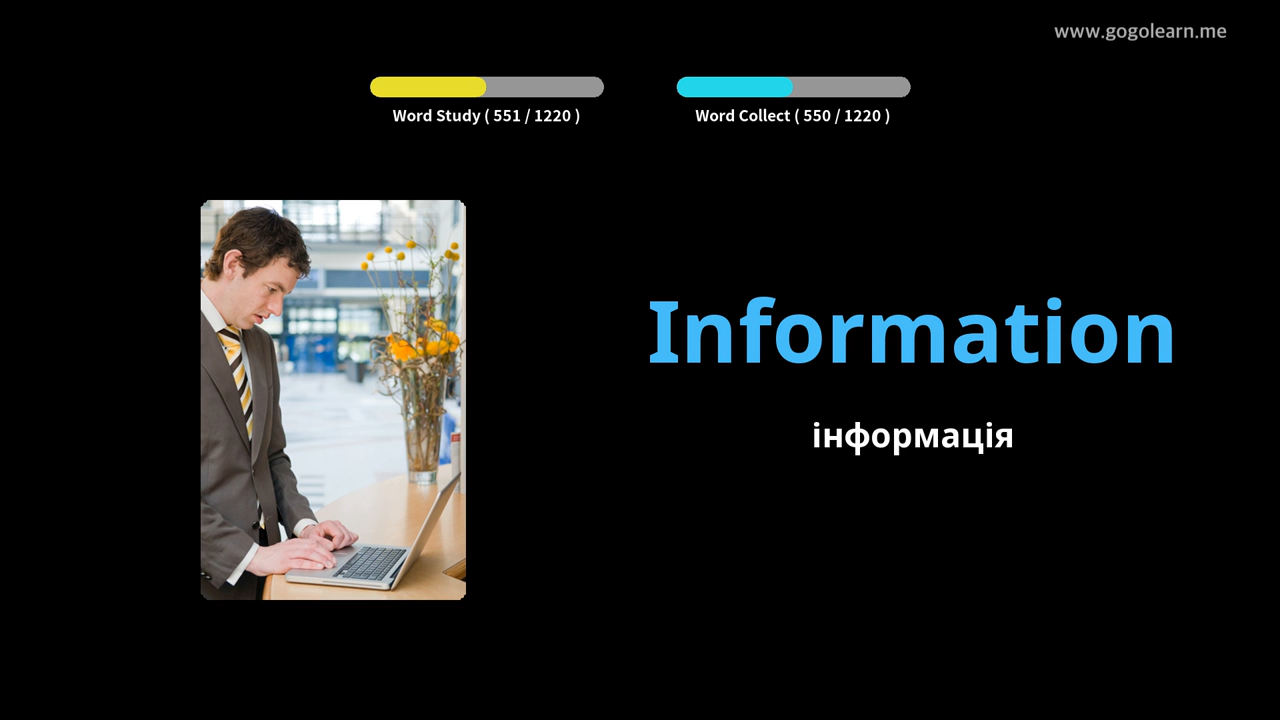 www.gogolearn.me
Word Study ( 551 / 1220 )
Word Collect ( 550 / 1220 )
Information
інформація